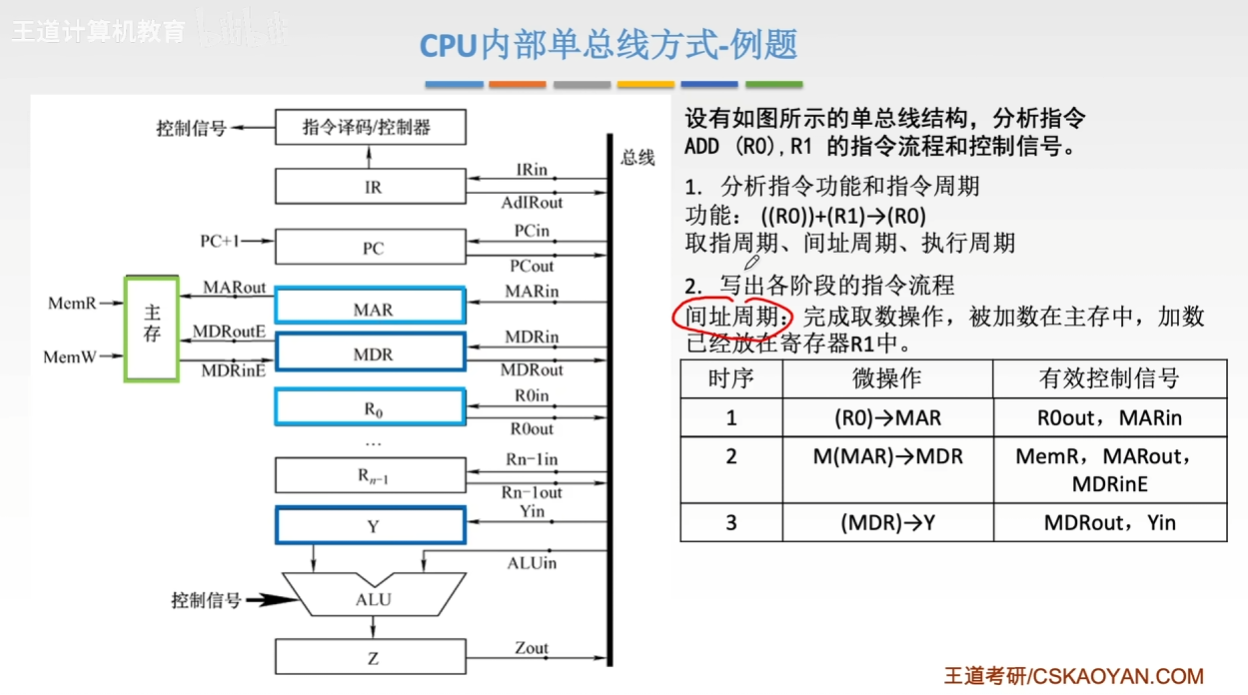 王道计算机教育
CPU内部单总线方式-例题
控制信号
指令译码/控制器
总线
IRin
IR
AdIRout
PC+1
PCin
PC
PCout
MemR
MARout
MARin
主存
MAR
MDRoutE
MDRin
MemW
MDR
MDRinE
MDRout
R0in
R0
R0out
…
Rn-1in
Rn-1
Rn-1out
Yin
Y
ALUin
控制信号
ALU
Zout
Z
设有如图所示的单总线结构，分析指令
ADD (R0),R1 的指令流程和控制信号。
1. 分析指令功能和指令周期
功能： ((R0))+(R1)→(R0)
取指周期、间址周期、执行周期
2. 写出各阶段的指令流程
间址周期：完成取数操作，被加数在主存中，加数
已经放在寄存器R1中。
时序 微操作 有效控制信号
1 (R0)→MAR R0out，MARin
2 M(MAR)→MDR MemR，MARout，
MDRinE
3 (MDR)→Y MDRout，Yin
王道考研/CSKAOYAN.COM